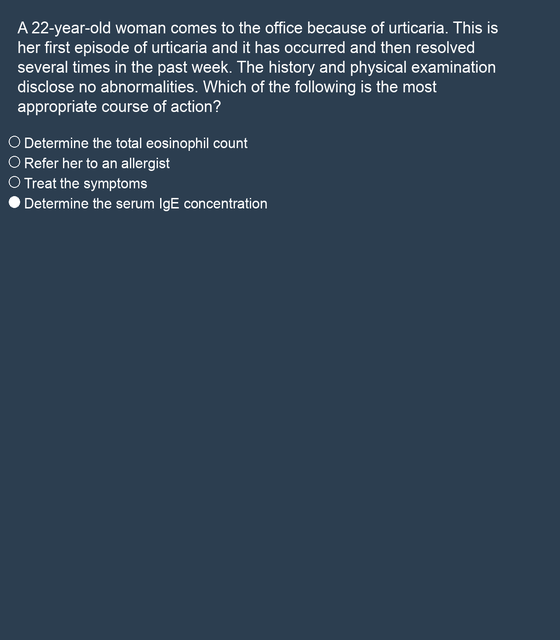 A 22-year-old woman comes to the office because of urticaria. This is
her first episode of urticaria and it has occurred and then resolved
several times in the past week. The history and physical examination
disclose no abnormalities. Which of the following is the most
appropriate course of action?
Determine the total eosinophil count
Refer her to an allergist
Treat the symptoms
Determine the serum IgE concentration